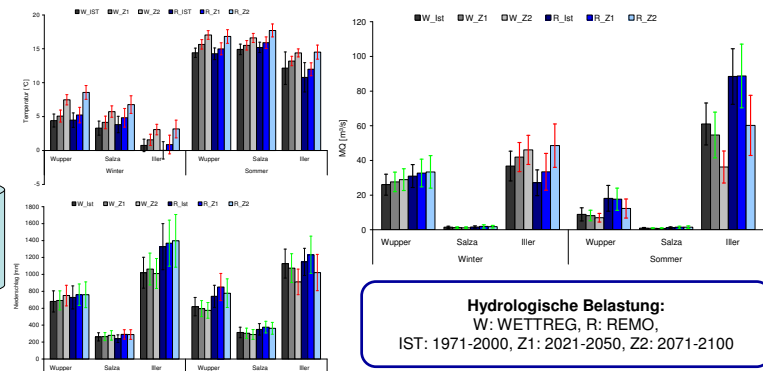 W_IST W_Z1 W_Z2 R_IST R_Z1 R_Z2
Temperatur [°C]
20
15
10
5
0
-5
Wupper Salza Iller Wupper Salza Iller
Winter Sommer
W_Ist W_Z1 W_Z2 R_Ist R_Z1 R_Z2
Niederschlag [mm]
1800
1600
1400
1200
1000
800
600
400
200
0
Wupper Salza Iller Wupper Salza Iller
W_Ist W_Z1 W_Z2 R_Ist R_Z1 R_Z2
MQ [m³/s]
120
100
80
60
40
20
0
Wupper Salza Iller Wupper Salza Iller
Winter Sommer
Hydrologische Belastung:
W: WETTREG, R: REMO,
IST: 1971-2000, Z1: 2021-2050, Z2: 2071-2100